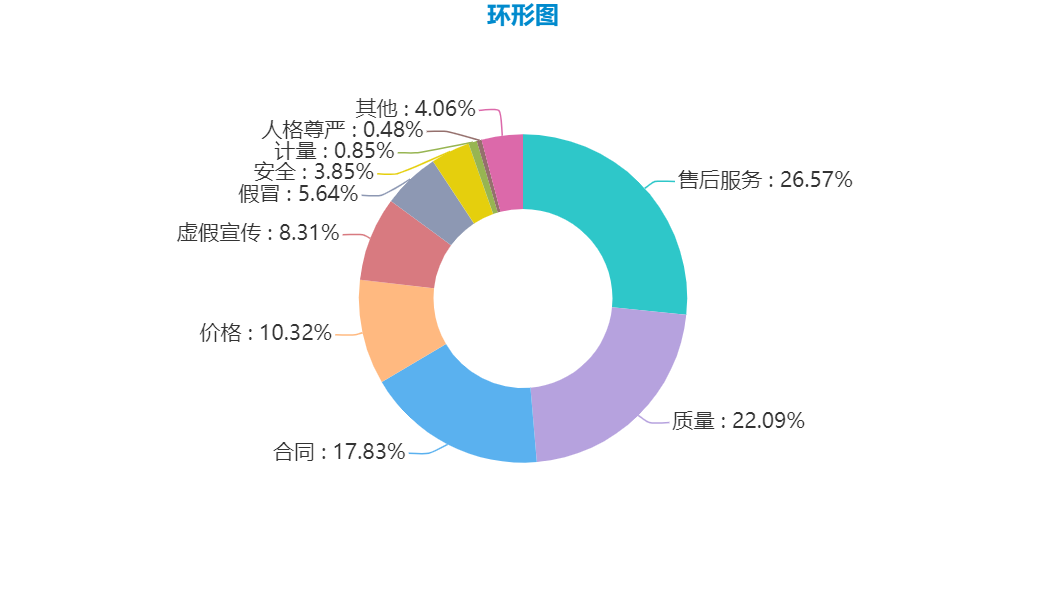 环形图
其他 : 4.06%
人格尊严 : 0.48%
计量 : 0.85%
安全 : 3.85%
售后服务 : 26.57%
假冒 : 5.64%
虚假宣传 : 8.31%
价格 : 10.32%
质量 : 22.09%
合同 : 17.83%